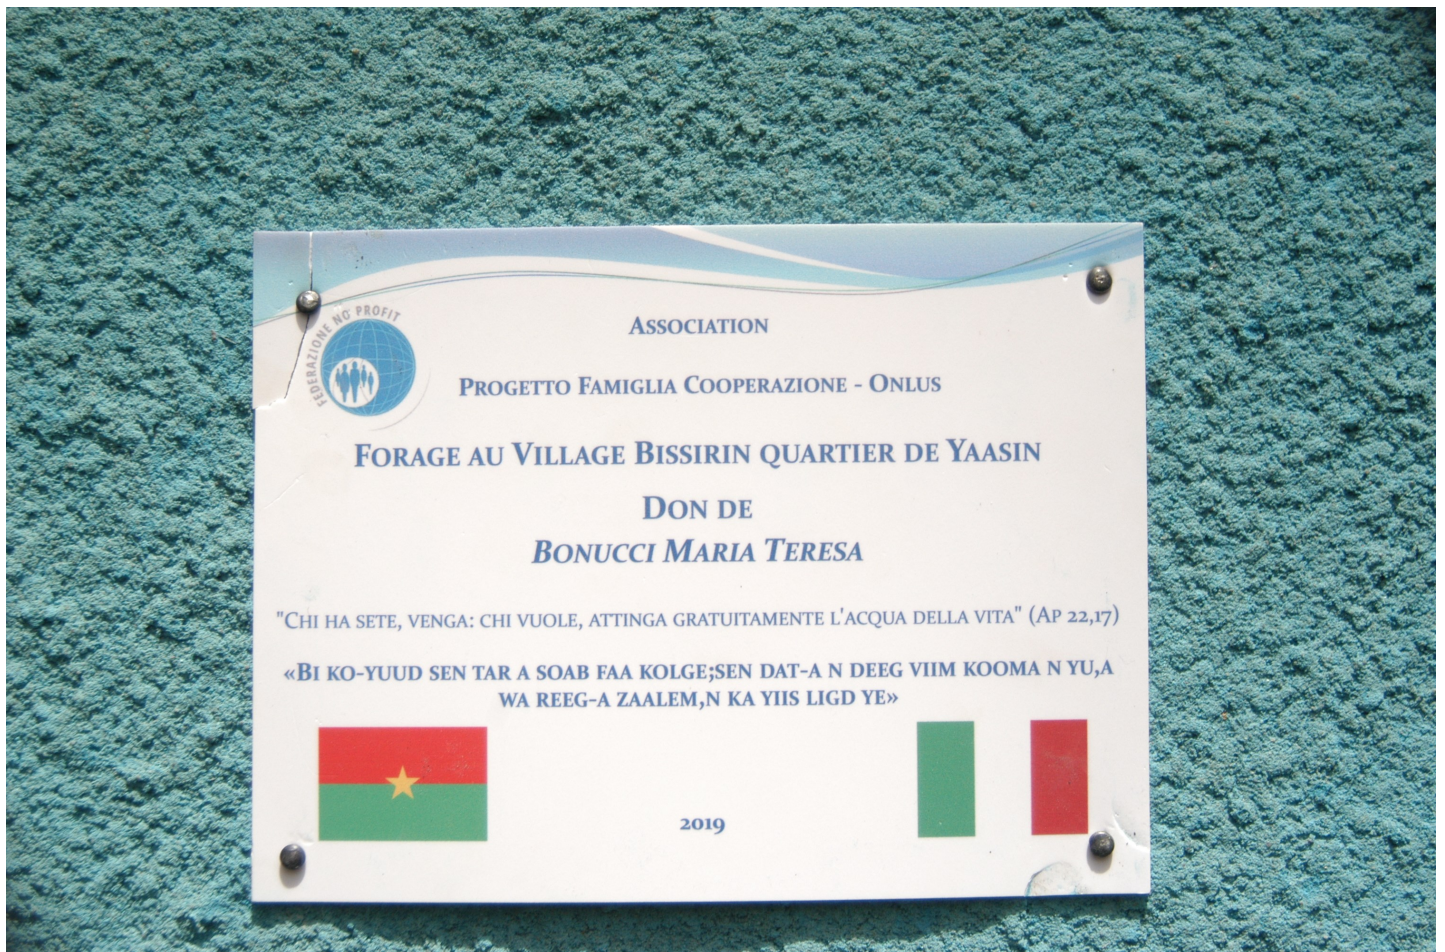 FEDERAZIONE NO PROFIT
ASSOCIATION
PROGETTO FAMIGLIA COOPERAZIONE - ONLUS
FORAGE AU VILLAGE BISSIRIN QUARTIER DE YAASIN
DON DE
BONUCCI MARIA TERESA
"CHI HA SETE, VENGA: CHI VUOLE, ATTINGA GRATUITAMENTE L'ACQUA DELLA VITA" (AP 22,17)
«BI KO-YUUD SEN TAR A SOAB FAA KOLGE;SEN DAT-A N DEEG VIIM KOOMA N YU,A
WA REEG-A ZAALEM,N KA YIIS LIGD YE»
2019